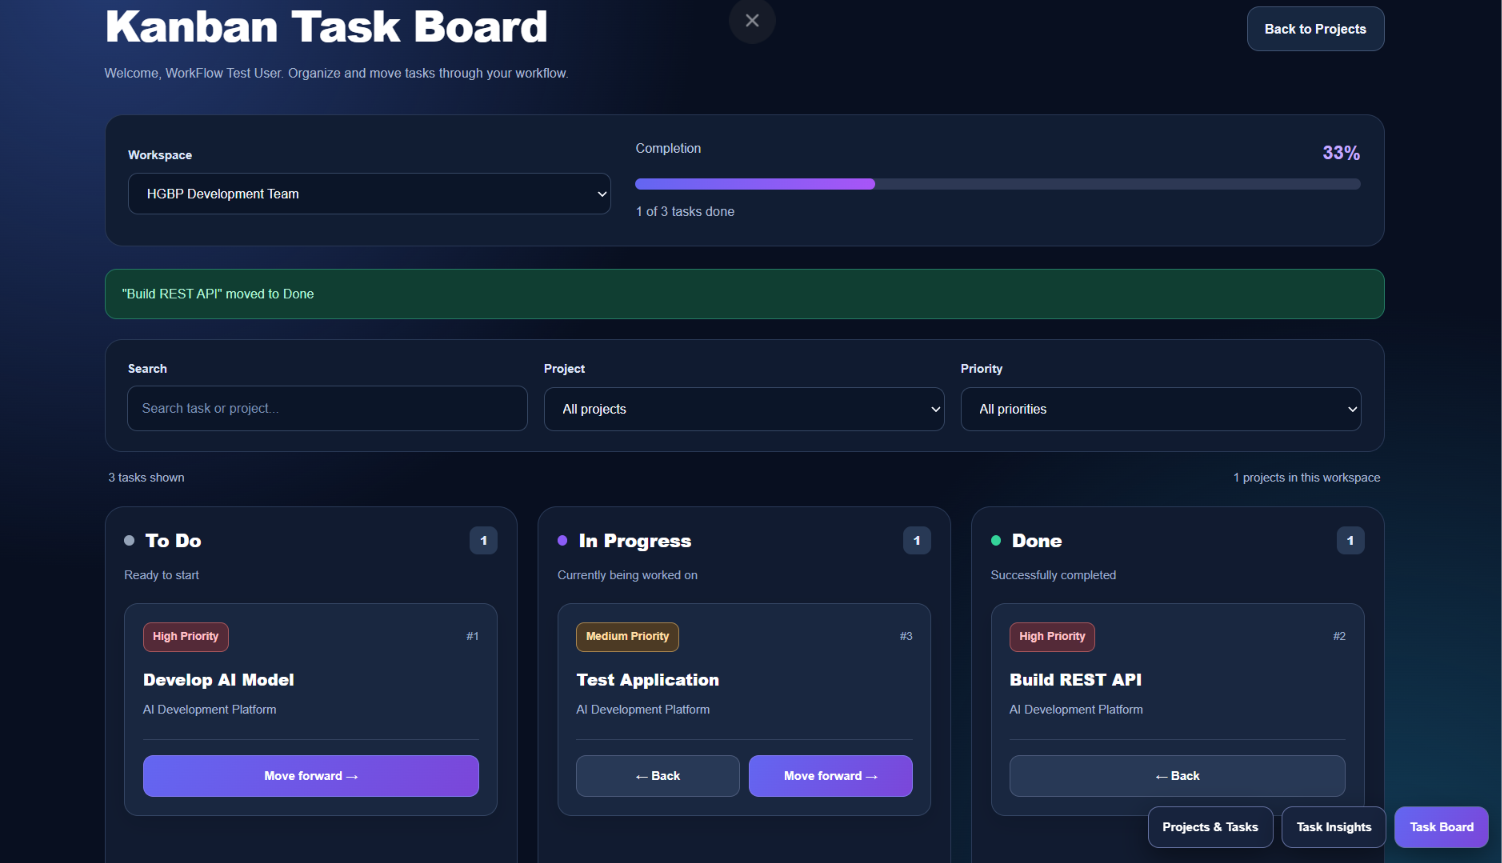 Kanban Task Board
Back to Projects
Welcome, WorkFlow Test User. Organize and move tasks through your workflow.
Workspace
HGBP Development Team
Completion
33%
1 of 3 tasks done
"Build REST API" moved to Done
Search
Project
Priority
Search task or project...
All projects
All priorities
3 tasks shown
1 projects in this workspace
To Do
1
Ready to start
High Priority
#1
Develop AI Model
AI Development Platform
Move forward →
In Progress
1
Currently being worked on
Medium Priority
#3
Test Application
AI Development Platform
← Back
Move forward →
Done
1
Successfully completed
High Priority
#2
Build REST API
AI Development Platform
← Back
Projects & Tasks
Task Insights
Task Board